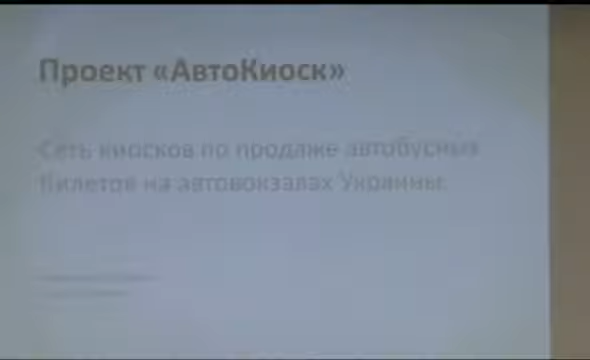 Проект «АвтоКиоск»
Сеть киосков по продаже автобусных
билетов на автовокзалах Украины.